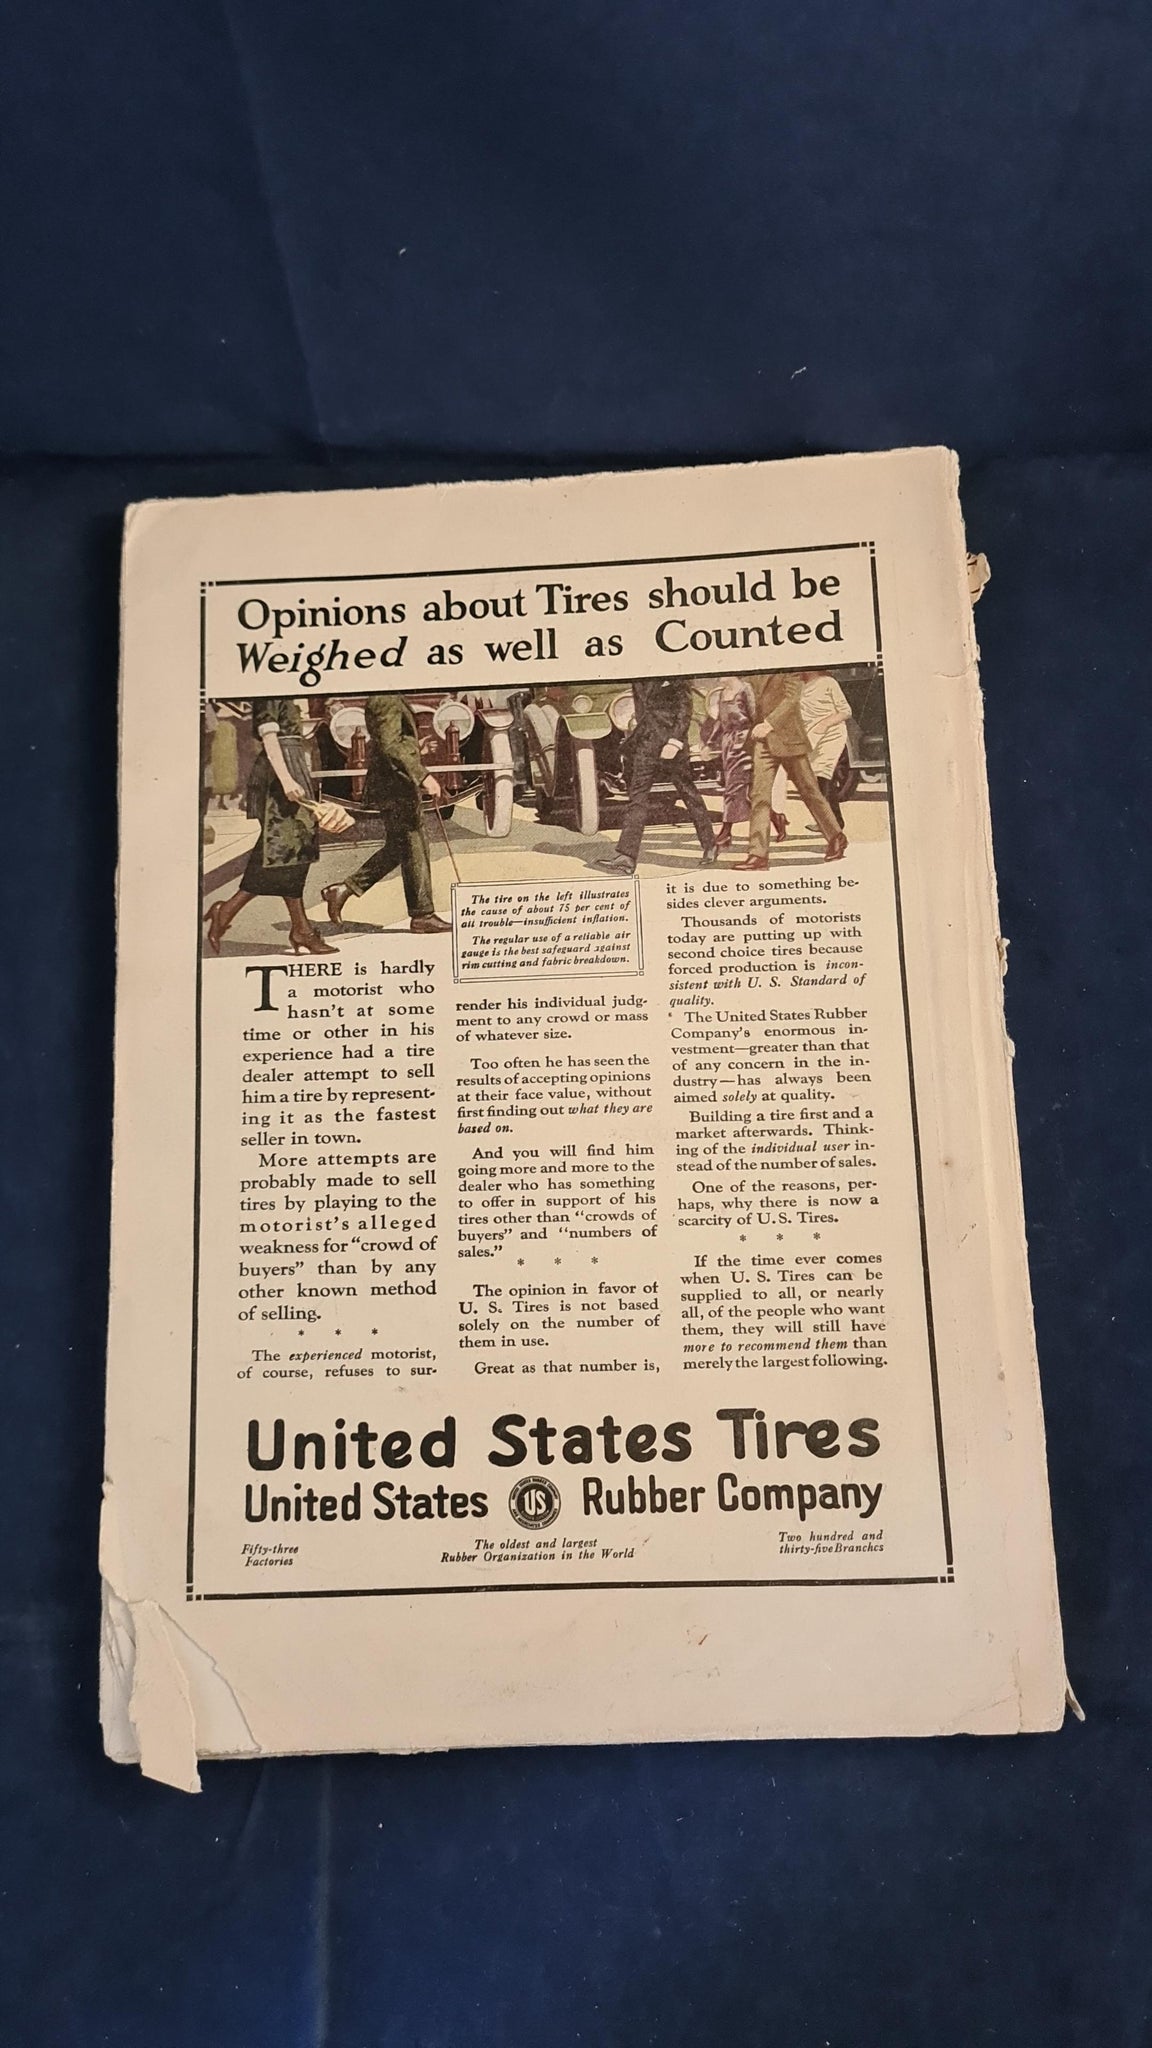 Opinions about Tires should be
Weighed as well as Counted
The tire on the left illustrates
the cause of about 75 per cent of
all trouble—insufficient inflation.
The regular use of a reliable air
gauge is the best safeguard against
rim cutting and fabric breakdown.
THERE is hardly
a motorist who
hasn't at some
time or other in his
experience had a tire
dealer attempt to sell
him a tire by represent-
ing it as the fastest
seller in town.
More attempts are
probably made to sell
tires by playing to the
motorist's alleged
weakness for "crowd of
buyers" than by any
other known method
of selling.
* * *
The experienced motorist,
of course, refuses to sur-
render his individual judg-
ment to any crowd or mass
of whatever size.
Too often he has seen the
results of accepting opinions
at their face value, without
first finding out what they are
based on.
And you will find him
going more and more to the
dealer who has something
to offer in support of his
tires other than "crowds of
buyers" and "numbers of
sales."
* * *
The opinion in favor of
U. S. Tires is not based
solely on the number of
them in use.
Great as that number is,
it is due to something be-
sides clever arguments.
Thousands of motorists
today are putting up with
second choice tires because
forced production is incon-
sistent with U. S. Standard of
quality.
The United States Rubber
Company's enormous in-
vestment—greater than that
of any concern in the in-
dustry—has always been
aimed solely at quality.
Building a tire first and a
market afterwards. Think-
ing of the individual user in-
stead of the number of sales.
One of the reasons, per-
haps, why there is now a
scarcity of U. S. Tires.
* * *
If the time ever comes
when U. S. Tires can be
supplied to all, or nearly
all, of the people who want
them, they will still have
more to recommend them than
merely the largest following.
United States Tires
United States US Rubber Company
Fifty-three
Factories
The oldest and largest
Rubber Organization in the World
Two hundred and
thirty-five Branches